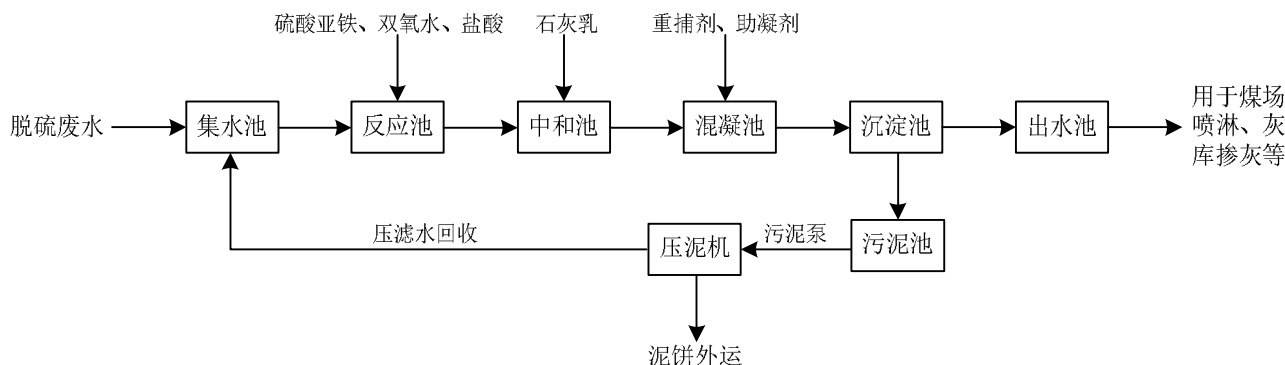 硫酸亚铁、双氧水、盐酸
石灰乳
重捕剂、助凝剂
脱硫废水
集水池
反应池
中和池
混凝池
沉淀池
出水池
用于煤场
喷淋、灰
库掺灰等
压滤水回收
压泥机
污泥泵
污泥池
泥饼外运